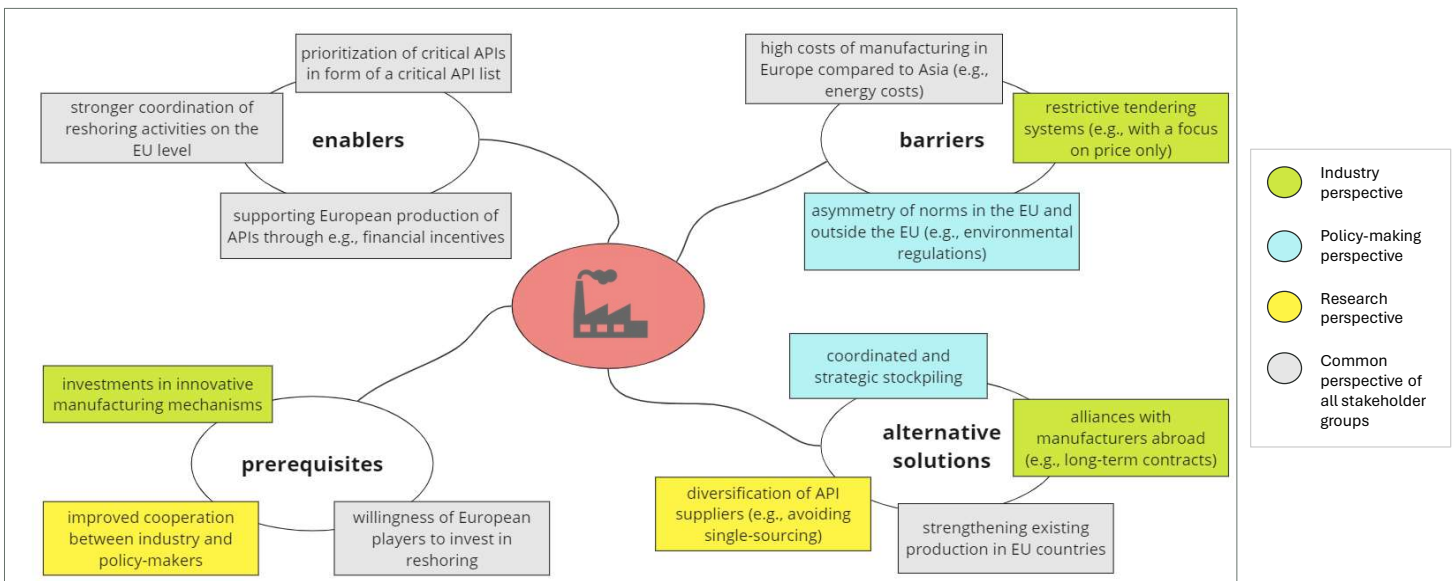 prioritization of critical APIs
in form of a critical API list
stronger coordination of
reshoring activities on the
EU level
enablers
supporting European production of
APIs through e.g., financial incentives
high costs of manufacturing in
Europe compared to Asia (e.g.,
energy costs)
restrictive tendering
systems (e.g., with a focus
on price only)
barriers
asymmetry of norms in the EU and
outside the EU (e.g., environmental
regulations)
investments in innovative
manufacturing mechanisms
prerequisites
improved cooperation
between industry and
policy-makers
willingness of European
players to invest in
reshoring
coordinated and
strategic stockpiling
alliances with
manufacturers abroad
(e.g., long-term contracts)
alternative
solutions
diversification of API
suppliers (e.g., avoiding
single-sourcing)
strengthening existing
production in EU countries
Industry
perspective
Policy-making
perspective
Research
perspective
Common
perspective of
all stakeholder
groups